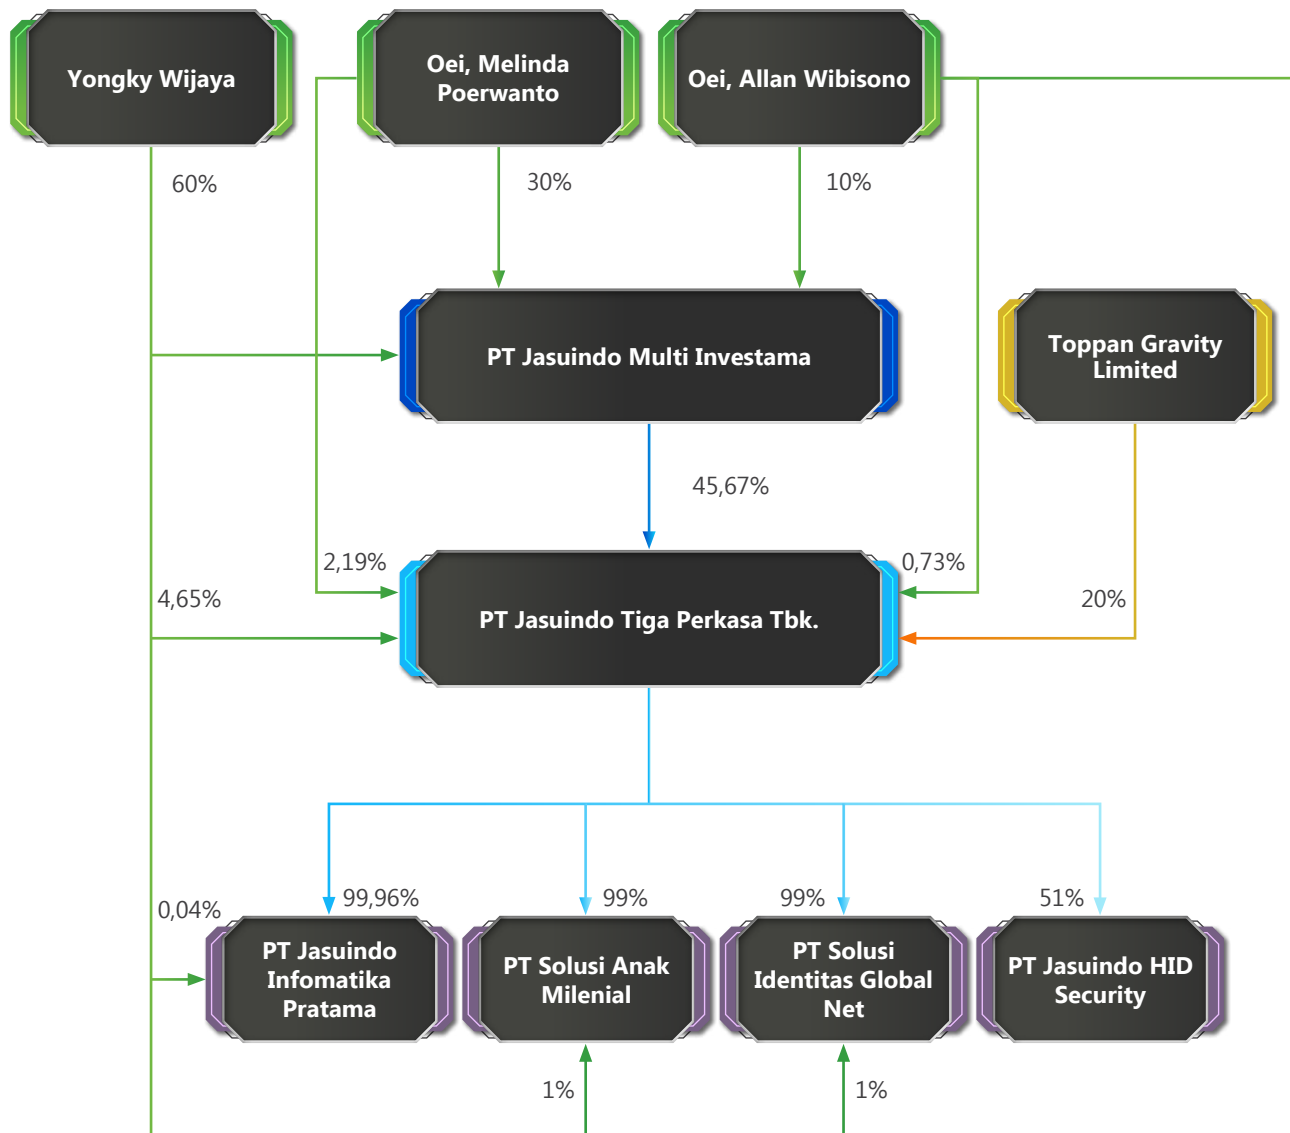 Yongky Wijaya
Oei, Melinda
Poerwanto
Oei, Allan Wibisono
60%
30%
10%
PT Jasuindo Multi Investama
Toppan Gravity
Limited
45,67%
2,19%
0,73%
4,65%
20%
PT Jasuindo Tiga Perkasa Tbk.
0,04%
99,96%
99%
99%
51%
PT Jasuindo
Infomatika
Pratama
PT Solusi Anak
Milenial
PT Solusi
Identitas Global
Net
PT Jasuindo HID
Security
1%
1%